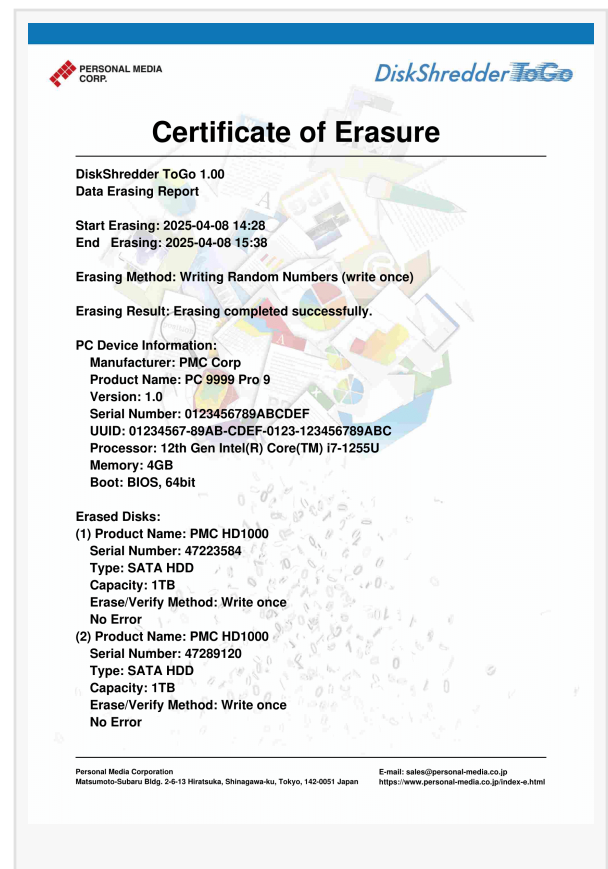 PERSONAL MEDIA
CORP.
DiskShredder ToGo
Certificate of Erasure
DiskShredder ToGo 1.00
Data Erasing Report
Start Erasing: 2025-04-08 14:28
End Erasing: 2025-04-08 15:38
Erasing Method: Writing Random Numbers (write once)
Erasing Result: Erasing completed successfully.
PC Device Information:
Manufacturer: PMC Corp
Product Name: PC 9999 Pro 9
Version: 1.0
Serial Number: 0123456789ABCDEF
UUID: 01234567-89AB-CDEF-0123-123456789ABC
Processor: 12th Gen Intel(R) Core(TM) i7-1255U
Memory: 4GB
Boot: BIOS, 64bit
Erased Disks:
(1) Product Name: PMC HD1000
Serial Number: 47223584
Type: SATA HDD
Capacity: 1TB
Erase/Verify Method: Write once
No Error
(2) Product Name: PMC HD1000
Serial Number: 47289120
Type: SATA HDD
Capacity: 1TB
Erase/Verify Method: Write once
No Error
Personal Media Corporation
Matsumoto-Subaru Bldg. 2-6-13 Hiratsuka, Shinagawa-ku, Tokyo, 142-0051 Japan
E-mail: sales@personal-media.co.jp
https://www.personal-media.co.jp/index-e.html